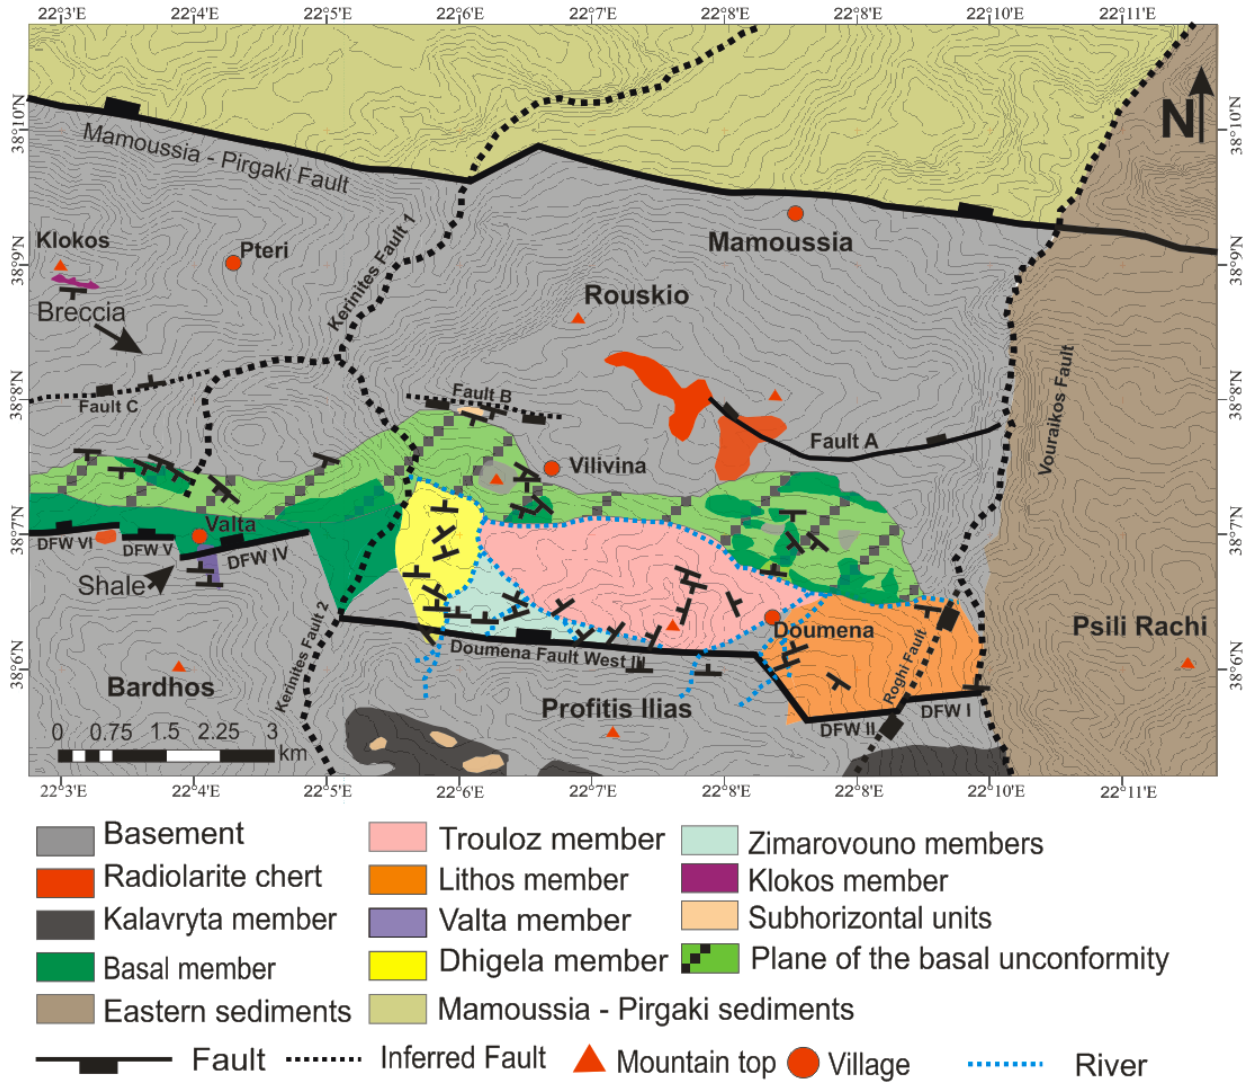 22°3'E 22°4'E 22°5'E 22°6'E 22°7'E 22°8'E 22°8'E 22°10'E 22°11'E
38°10'N
38°10'N
N
Mamoussia - Pirgaki Fault
Klokos
Pteri
Kerinites Fault 1
Mamoussia
38°9'N
38°9'N
Rouskio
Breccia
Vouraikos Fault
38°8'N
38°8'N
Fault C
Fault B
Fault A
Vilivina
38°7'N
38°7'N
Valta
DFW VI
DFW V
DFW IV
Shale
Kerinites Fault 2
Doumena
Psili Rachi
Doumena Fault West III
Roghi Fault
38°6'N
38°6'N
Bardhos
Profitis Ilias
DFW II
DFW I
0 0.75 1.5 2.25 3
km
22°3'E 22°4'E 22°5'E 22°6'E 22°7'E 22°8'E 22°8'E 22°10'E 22°11'E
Basement
Trouloz member
Zimarovouno members
Radiolarite chert
Lithos member
Klokos member
Kalavryta member
Valta member
Subhorizontal units
Basal member
Dhigela member
Plane of the basal unconformity
Eastern sediments
Mamoussia - Pirgaki sediments
Fault
Inferred Fault
Mountain top
Village
River